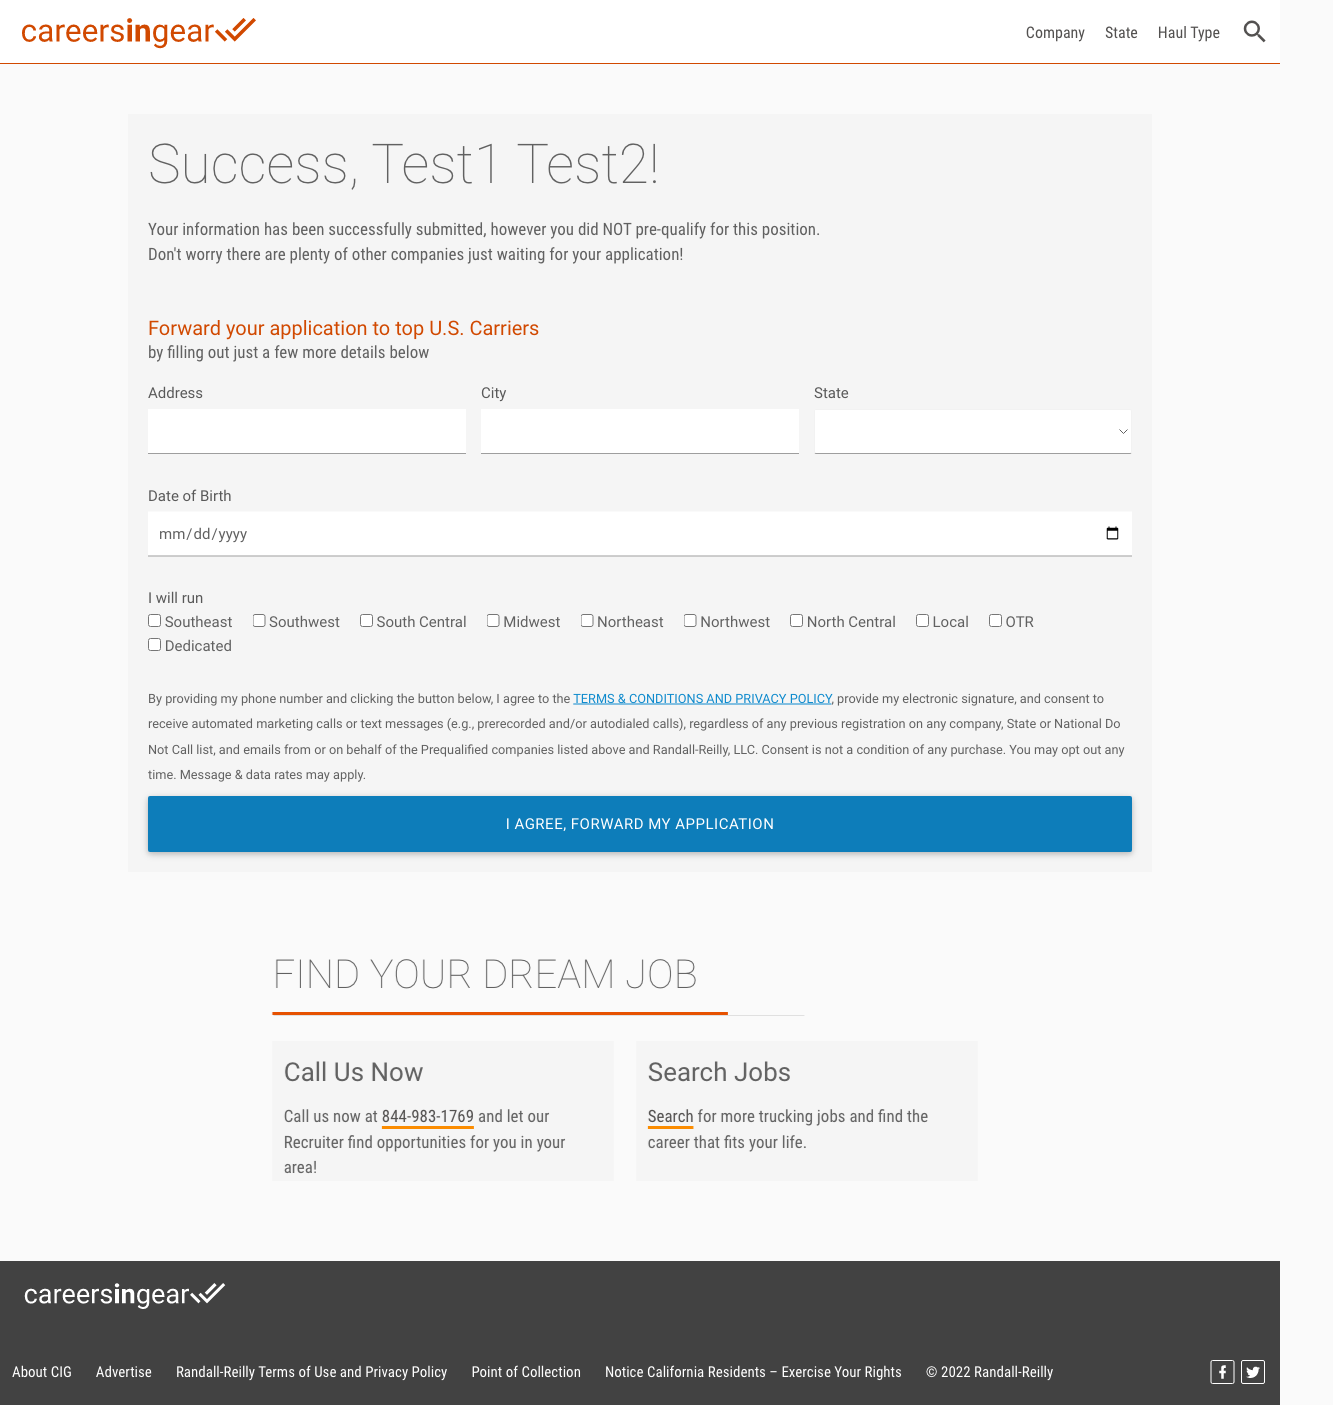 careersingear
Company State Haul Type
Success, Test1 Test2!
Your information has been successfully submitted, however you did NOT pre-qualify for this position.
Don't worry there are plenty of other companies just waiting for your application!
Forward your application to top U.S. Carriers
by filling out just a few more details below
Address City State
Date of Birth
mm/dd/yyyy
I will run
Southeast Southwest South Central Midwest Northeast Northwest North Central Local OTR
Dedicated
By providing my phone number and clicking the button below, I agree to the TERMS & CONDITIONS AND PRIVACY POLICY, provide my electronic signature, and consent to
receive automated marketing calls or text messages (e.g., prerecorded and/or autodialed calls), regardless of any previous registration on any company, State or National Do
Not Call list, and emails from or on behalf of the Prequalified companies listed above and Randall-Reilly, LLC. Consent is not a condition of any purchase. You may opt out any
time. Message & data rates may apply.
I AGREE, FORWARD MY APPLICATION
FIND YOUR DREAM JOB
Call Us Now
Call us now at 844-983-1769 and let our
Recruiter find opportunities for you in your
area!
Search Jobs
Search for more trucking jobs and find the
career that fits your life.
careersingear
About CIG Advertise Randall-Reilly Terms of Use and Privacy Policy Point of Collection Notice California Residents – Exercise Your Rights © 2022 Randall-Reilly